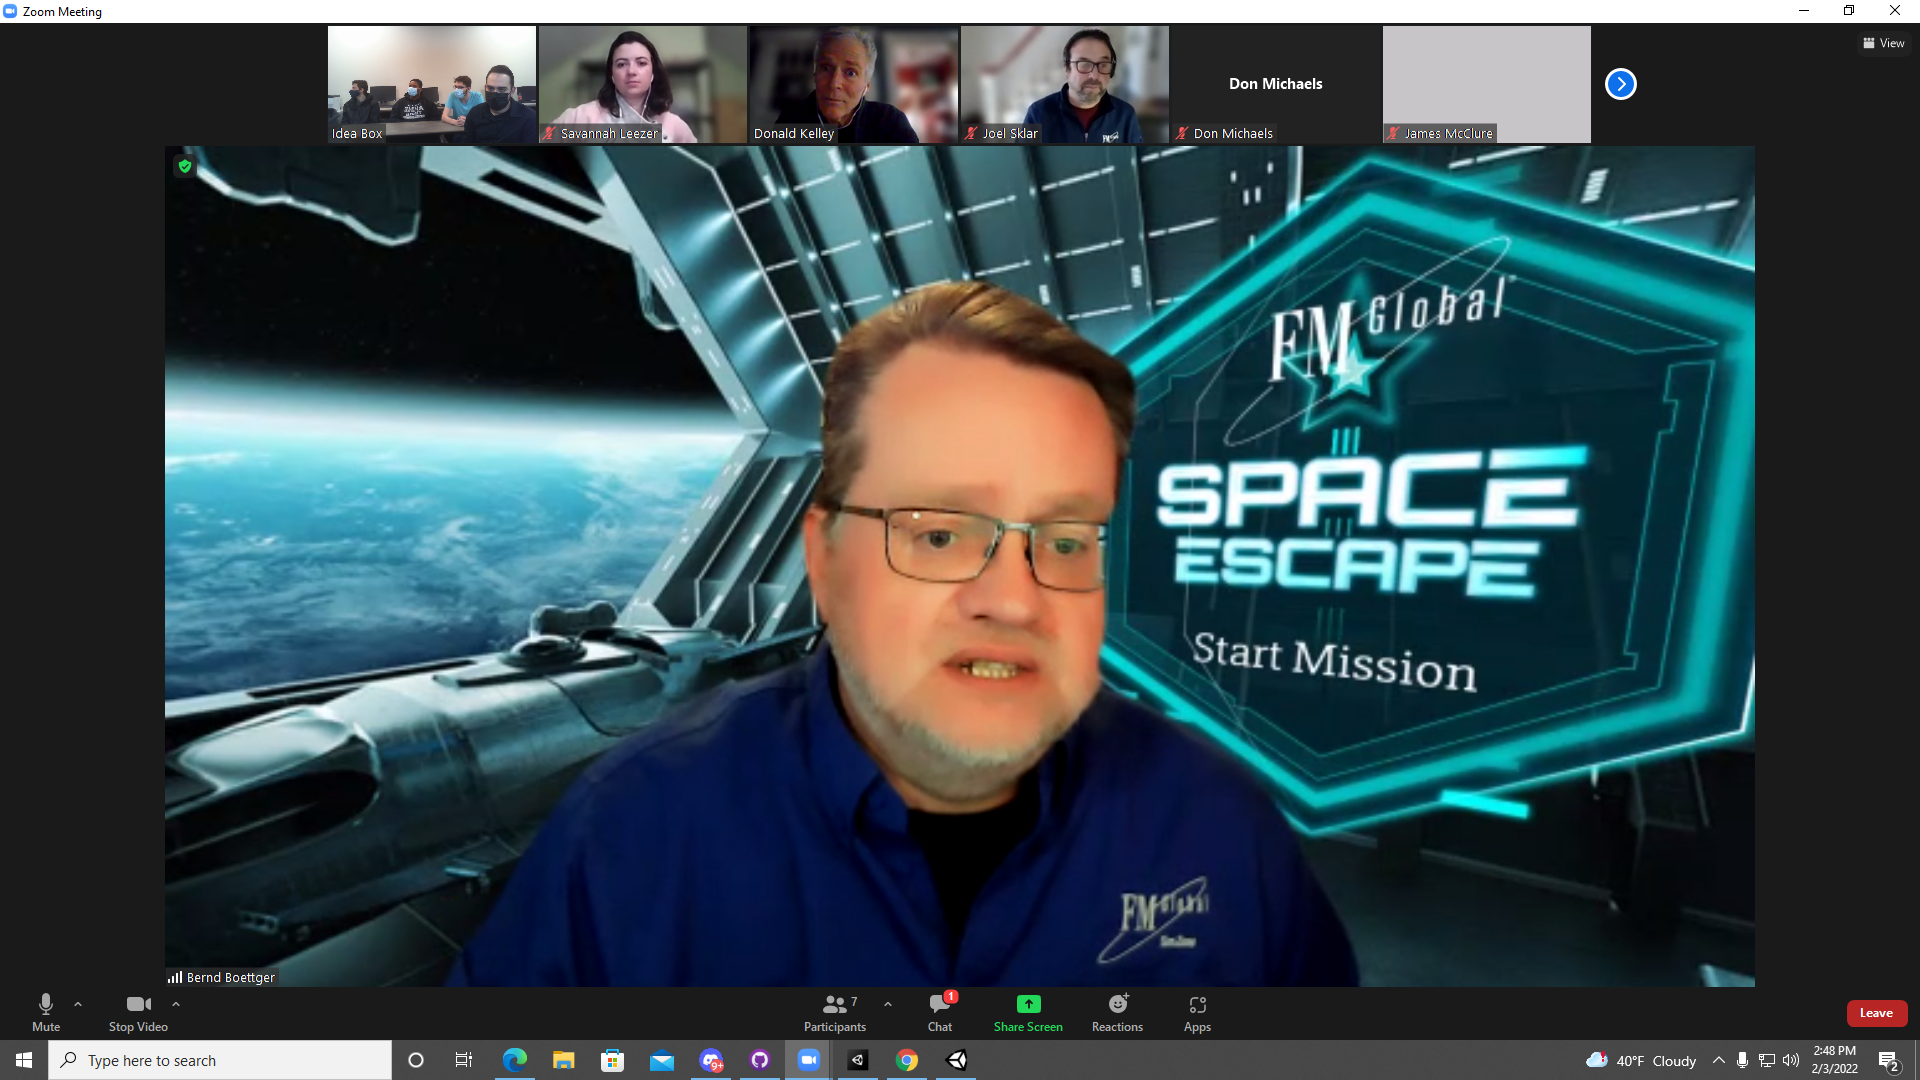 Zoom Meeting
View
Idea Box
Savannah Leezer
Donald Kelley
Joel Sklar
Don Michaels
Don Michaels
James McClure
FM Global
SPACE
ESCAPE
Start Mission
FM Global
Bernd Boettger
Mute
Stop Video
7
Participants
1
Chat
Share Screen
Reactions
Apps
Leave
Type here to search
9+
40°F Cloudy
2:48 PM
2/3/2022
2